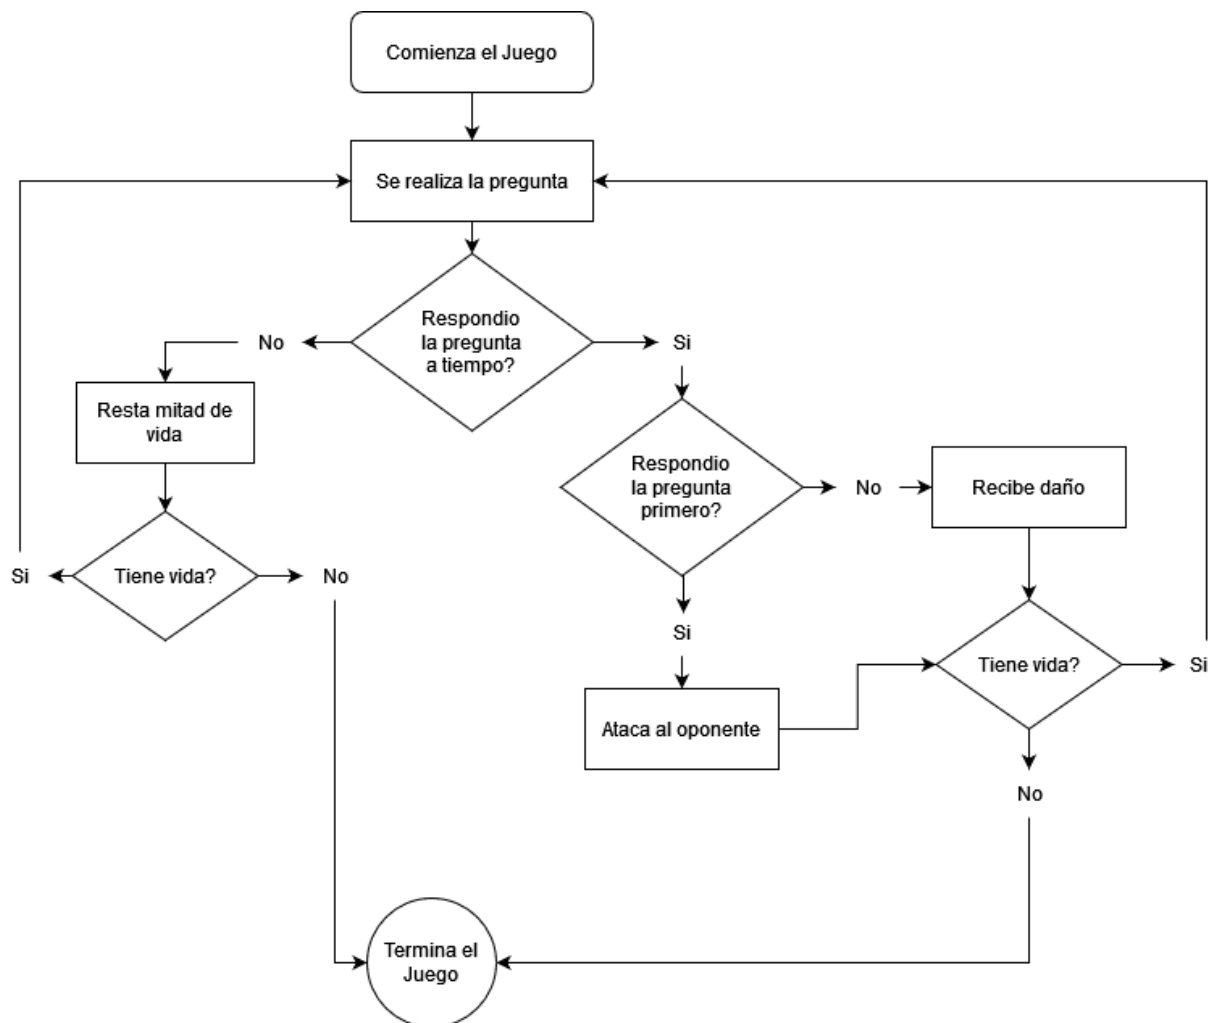 Comienza el Juego
Se realiza la pregunta
Respondio
la pregunta
a tiempo?
No
Si
Resta mitad de
vida
Respondio
la pregunta
primero?
No
Recibe daño
Si
Tiene vida?
No
Si
Tiene vida?
Si
Ataca al oponente
No
Termina el
Juego